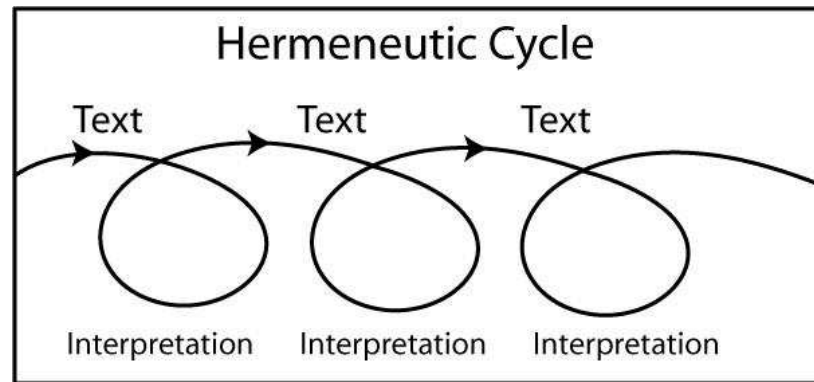 Hermeneutic Cycle
Text Text Text
Interpretation Interpretation Interpretation